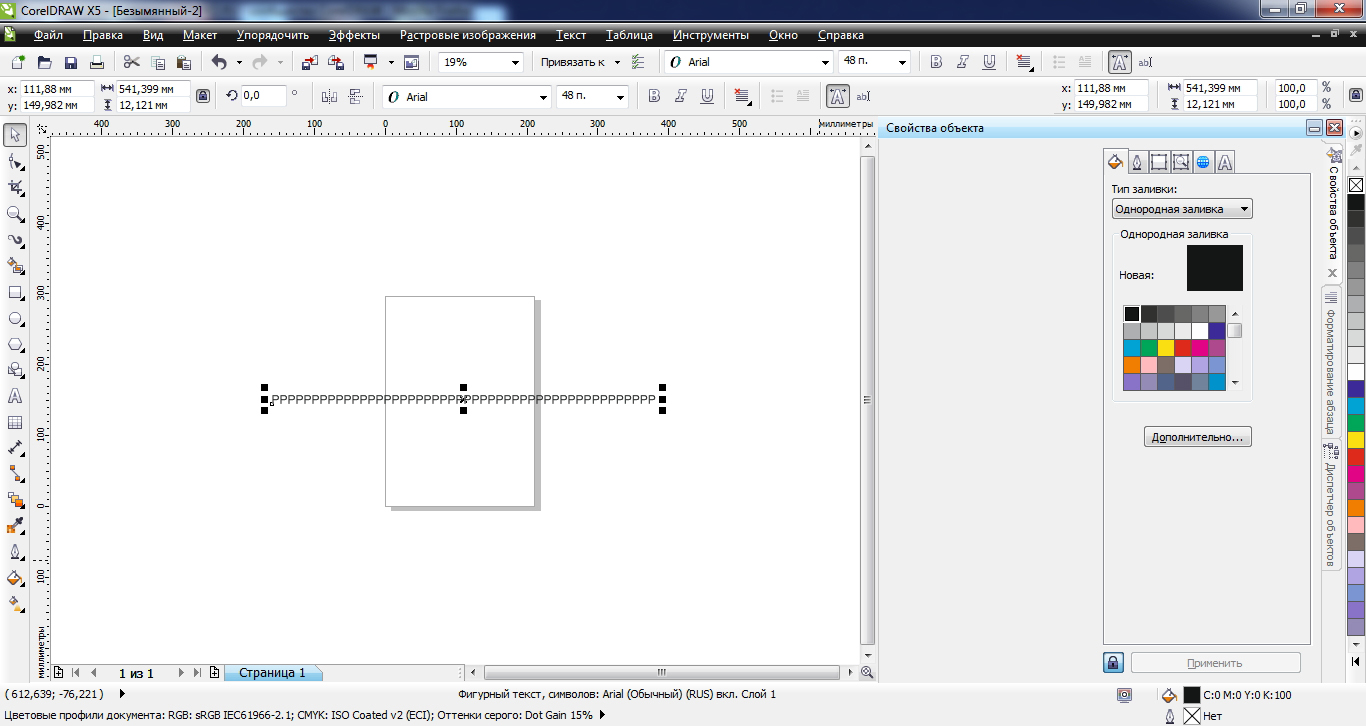 CorelDRAW X5 - [Безымянный-2]
Файл Правка Вид Макет Упорядочить Эффекты Растровые изображения Текст Таблица Инструменты Окно Справка
19% Привязать к O Arial 48 п. B I U A ab
x: 111,88 мм 541,399 мм 0,0 ° O Arial 48 п. B I U A ab x: 111,88 мм 541,399 мм 100,0 %
y: 149,982 мм 12,121 мм y: 149,982 мм 12,121 мм 100,0 %
400 300 200 100 0 100 200 300 400 500 миллиметры
500
400
300
200
100
0
100
миллиметры
Свойства объекта
Тип заливки:
Однородная заливка
Однородная заливка
Новая:
Дополнительно...
Применить
Свойства объекта
Форматирование абзаца
Диспетчер объектов
1 из 1 Страница 1
( 612,639; -76,221 ) Фигурный текст, символов: Arial (Обычный) (RUS) вкл. Слой 1 C:0 M:0 Y:0 K:100
Цветовые профили документа: RGB: sRGB IEC61966-2.1; CMYK: ISO Coated v2 (ECI); Оттенки серого: Dot Gain 15% Нет